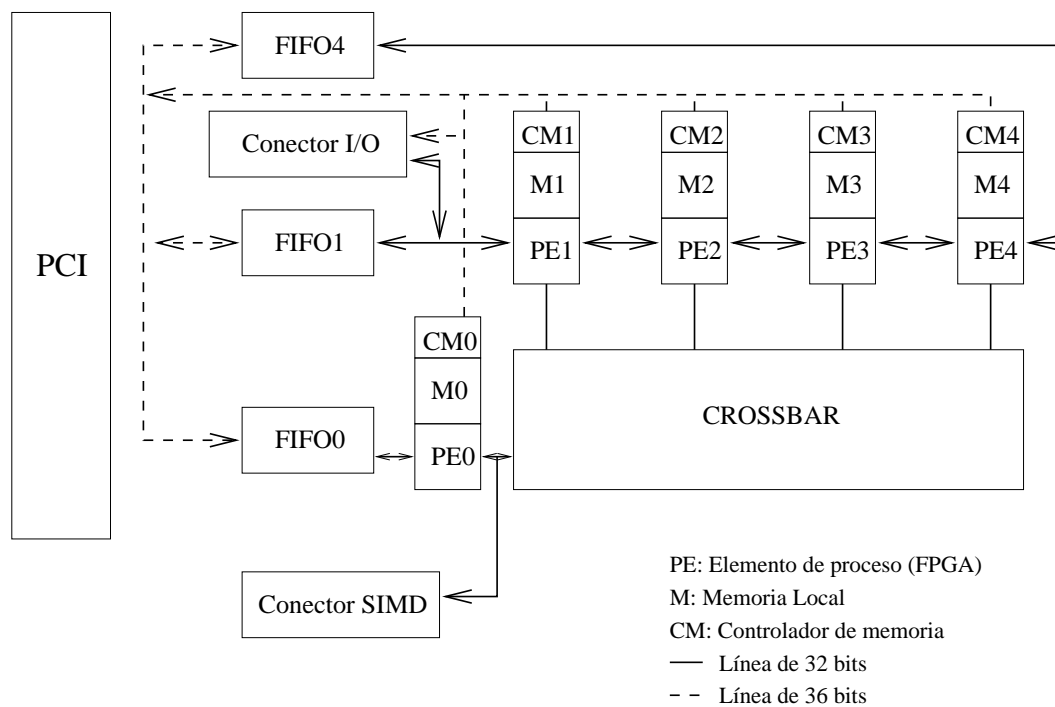 FIFO4
Conector I/O
CM1
CM2
CM3
CM4
M1
M2
M3
M4
PCI
FIFO1
PE1
PE2
PE3
PE4
CM0
M0
FIFO0
PE0
CROSSBAR
Conector SIMD
PE: Elemento de proceso (FPGA)
M: Memoria Local
CM: Controlador de memoria
Línea de 32 bits
Línea de 36 bits